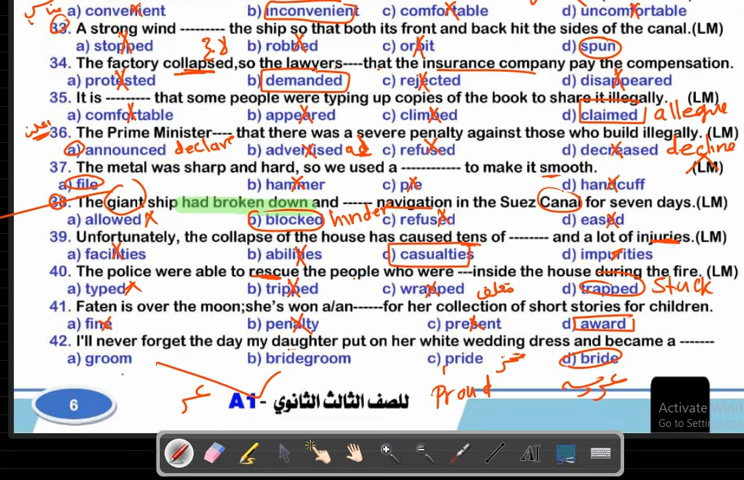 a) convenient b) inconvenient c) comfortable d) uncomfortable
33. A strong wind -------- the ship so that both its front and back hit the sides of the canal.(LM)
a) stopped b) robbed c) orbit d) spun
34. The factory collapsed,so the lawyers----that the insurance company pay the compensation.
a) protested b) demanded c) rejected d) disappeared
35. It is --------- that some people were typing up copies of the book to share it illegally. (LM)
a) comfortable b) appeared c) climbed d) claimed allegue
36. The Prime Minister---- that there was a severe penalty against those who build illegally. (LM)
a) announced declare b) advertised ad c) refused d) decreased decline
37. The metal was sharp and hard, so we used a ----------- to make it smooth. (LM)
a) file b) hammer c) pie d) handcuff
38. The giant ship had broken down and ------ navigation in the Suez Canal for seven days.(LM)
a) allowed b) blocked hinder c) refused d) eased
39. Unfortunately, the collapse of the house has caused tens of -------- and a lot of injuries. (LM)
a) facilities b) abilities c) casualties d) impurities
40. The police were able to rescue the people who were ---inside the house during the fire. (LM)
a) typed b) tripped c) wrapped d) trapped Stuck
41. Faten is over the moon;she's won a/an------for her collection of short stories for children.
a) fine b) penalty c) present d) award
42. I'll never forget the day my daughter put on her white wedding dress and became a -------
a) groom b) bridegroom c) pride d) bride
Proud
6 A1- للصف الثالث الثانوي
Activate Wind
Go to Setting